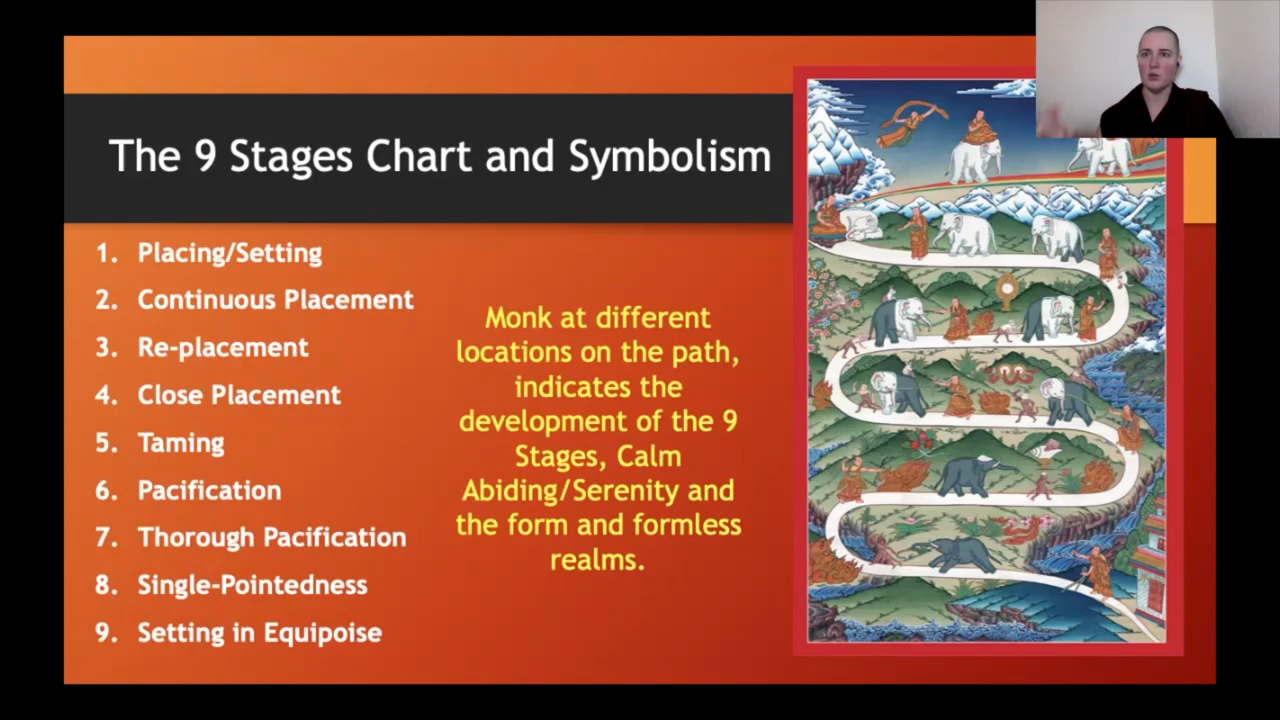 The 9 Stages Chart and Symbolism
1. Placing/Setting
2. Continuous Placement
3. Re-placement
4. Close Placement
5. Taming
6. Pacification
7. Thorough Pacification
8. Single-Pointedness
9. Setting in Equipoise
Monk at different
locations on the path,
indicates the
development of the 9
Stages, Calm
Abiding/Serenity and
the form and formless
realms.